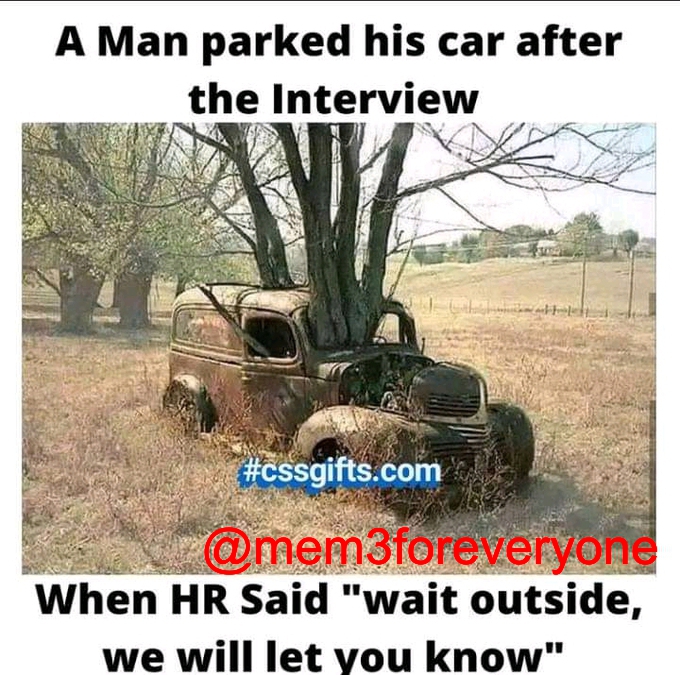 A Man parked his car after
the Interview
#cssgifts.com
@mem3foreveryone
When HR Said "wait outside,
we will let you know"